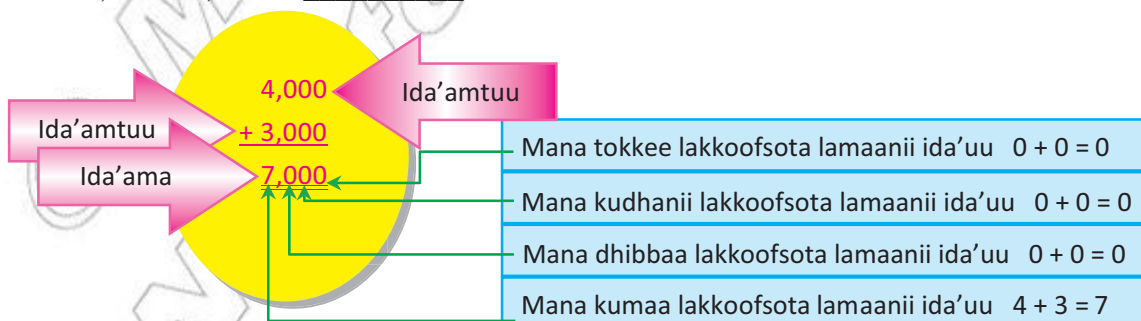 4,000
Ida’amtuu
Ida’amtuu
+ 3,000
Ida’ama
7,000
Mana tokkee lakkoofsota lamaanii ida’uu 0 + 0 = 0
Mana kudhanii lakkoofsota lamaanii ida’uu 0 + 0 = 0
Mana dhibbaa lakkoofsota lamaanii ida’uu 0 + 0 = 0
Mana kumaa lakkoofsota lamaanii ida’uu 4 + 3 = 7